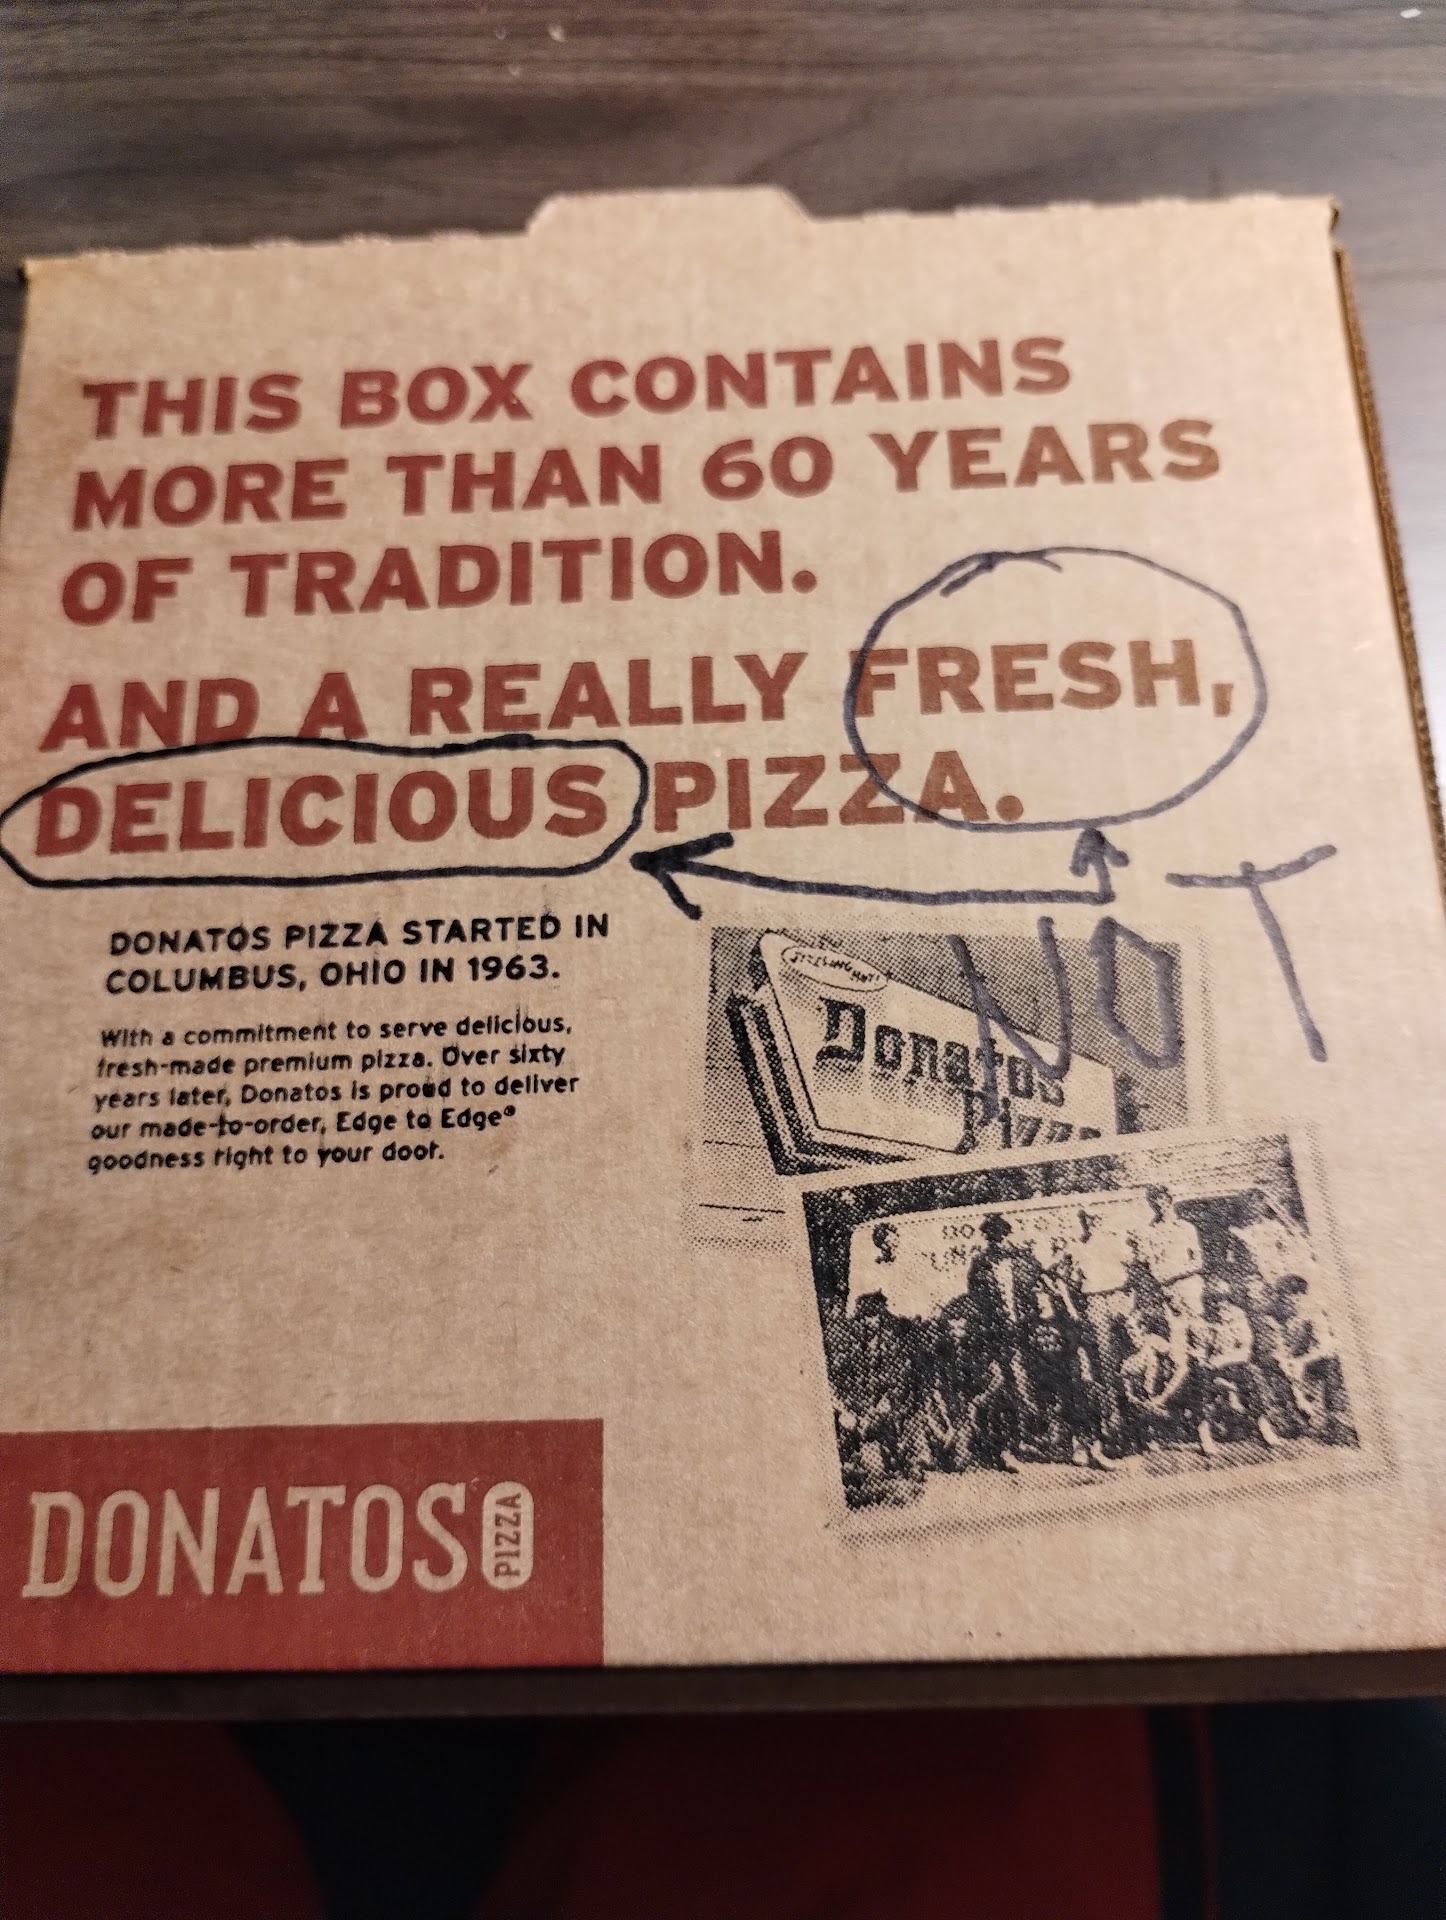 THIS BOX CONTAINS
MORE THAN 60 YEARS
OF TRADITION.
AND A REALLY FRESH,
DELICIOUS PIZZA.
NOT
DONATOS PIZZA STARTED IN
COLUMBUS, OHIO IN 1963.
With a commitment to serve delicious,
fresh-made premium pizza. Over sixty
years later, Donatos is proud to deliver
our made-to-order, Edge to Edge®
goodness right to your door.
Donatos
Pizza
DONATOS PIZZA